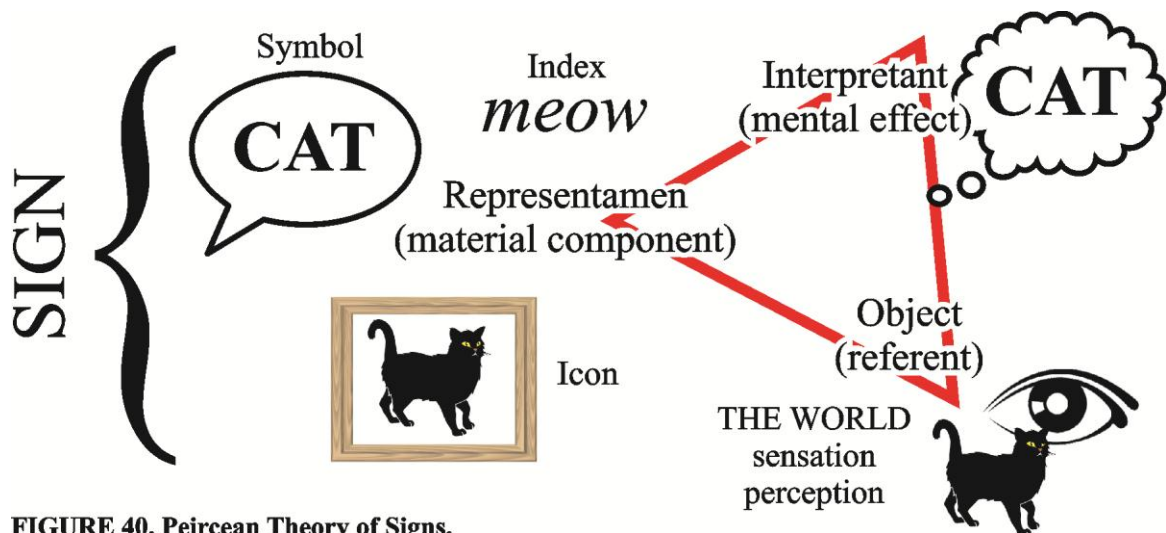 SIGN
Symbol
CAT
Index
meow
Representamen
(material component)
Icon
Interpretant
(mental effect)
CAT
Object
(referent)
THE WORLD
sensation
perception
FIGURE 40. Peircean Theory of Signs.